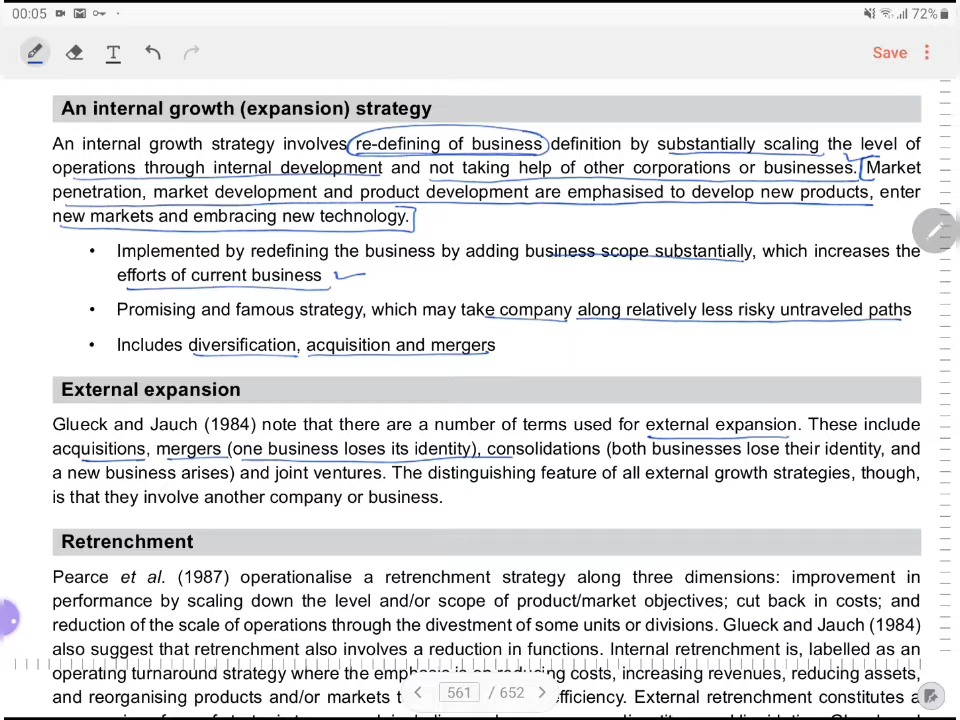 00:05
72%
T
Save
An internal growth (expansion) strategy
An internal growth strategy involves re-defining of business definition by substantially scaling the level of
operations through internal development and not taking help of other corporations or businesses. Market
penetration, market development and product development are emphasised to develop new products, enter
new markets and embracing new technology.
• Implemented by redefining the business by adding business scope substantially, which increases the
efforts of current business
• Promising and famous strategy, which may take company along relatively less risky untraveled paths
• Includes diversification, acquisition and mergers
External expansion
Glueck and Jauch (1984) note that there are a number of terms used for external expansion. These include
acquisitions, mergers (one business loses its identity), consolidations (both businesses lose their identity, and
a new business arises) and joint ventures. The distinguishing feature of all external growth strategies, though,
is that they involve another company or business.
Retrenchment
Pearce et al. (1987) operationalise a retrenchment strategy along three dimensions: improvement in
performance by scaling down the level and/or scope of product/market objectives; cut back in costs; and
reduction of the scale of operations through the divestment of some units or divisions. Glueck and Jauch (1984)
also suggest that retrenchment also involves a reduction in functions. Internal retrenchment is, labelled as an
operating turnaround strategy where the costs, increasing revenues, reducing assets,
and reorganising products and/or markets efficiency. External retrenchment constitutes a
561 / 652